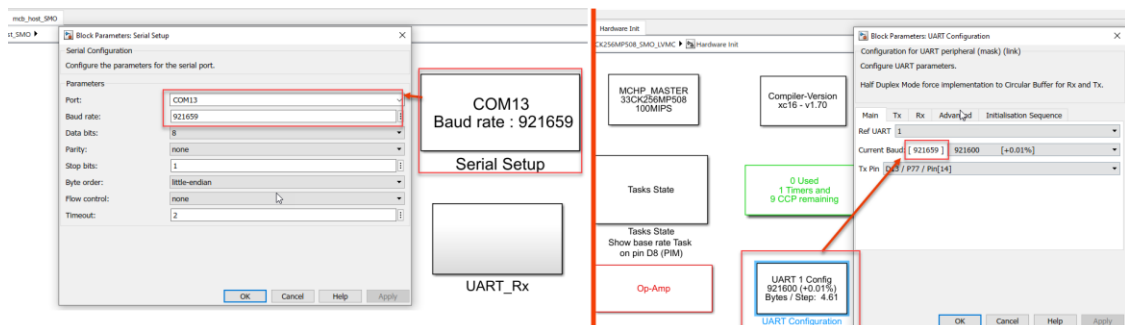 mcb_host_SMO
st_SMO
Block Parameters: Serial Setup
Serial Configuration
Configure the parameters for the serial port.
Parameters
Port: COM13
Baud rate: 921659
Data bits: 8
Parity: none
Stop bits: 1
Byte order: little-endian
Flow control: none
Timeout: 2
OK Cancel Help Apply
COM13
Baud rate : 921659
Serial Setup
UART_Rx
Hardware Init
CK256MP508_SMO_LVMC Hardware Init
MCHP_MASTER
33CK256MP508
100MIPS
Compiler-Version
xc16 - v1.70
Tasks State
Tasks State
Show base rate Task
on pin D8 (PIM)
0 Used
1 Timers and
9 CCP remaining
Op-Amp
UART 1 Config
921600 (+0.01%)
Bytes / Step: 4.61
UART Configuration
Block Parameters: UART Configuration
Configuration for UART peripheral (mask) (link)
Configure UART parameters.
Half Duplex Mode force implementation to Circular Buffer for Rx and Tx.
Main Tx Rx Advanced Initialisation Sequence
Ref UART 1
Current Baud: [ 921659 ] 921600 [+0.01%]
Tx Pin D13 / P77 / Pin[14]
OK Cancel Help Apply